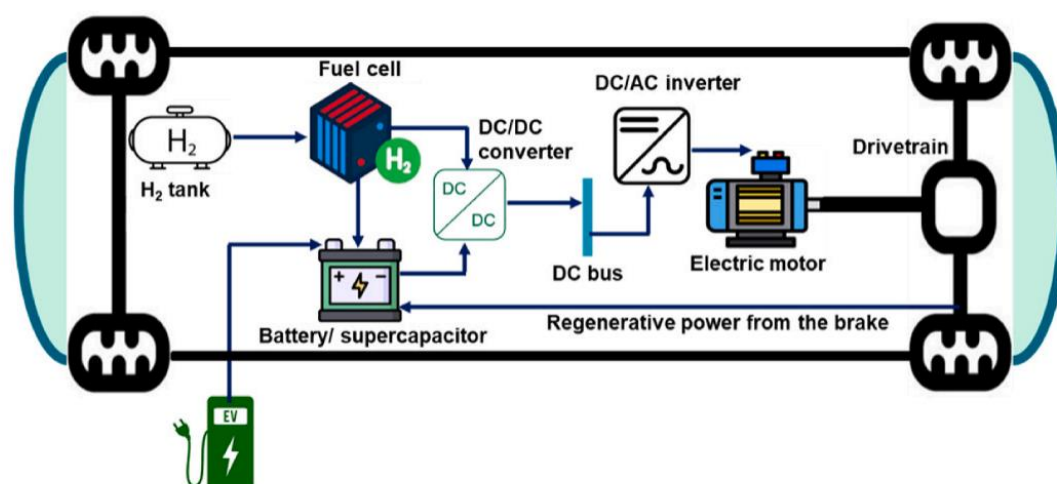 Fuel cell
DC/AC inverter
DC/DC
converter
Drivetrain
H₂
H₂
H₂ tank
DC
DC
Electric motor
DC bus
+ −
Regenerative power from the brake
Battery/ supercapacitor
EV